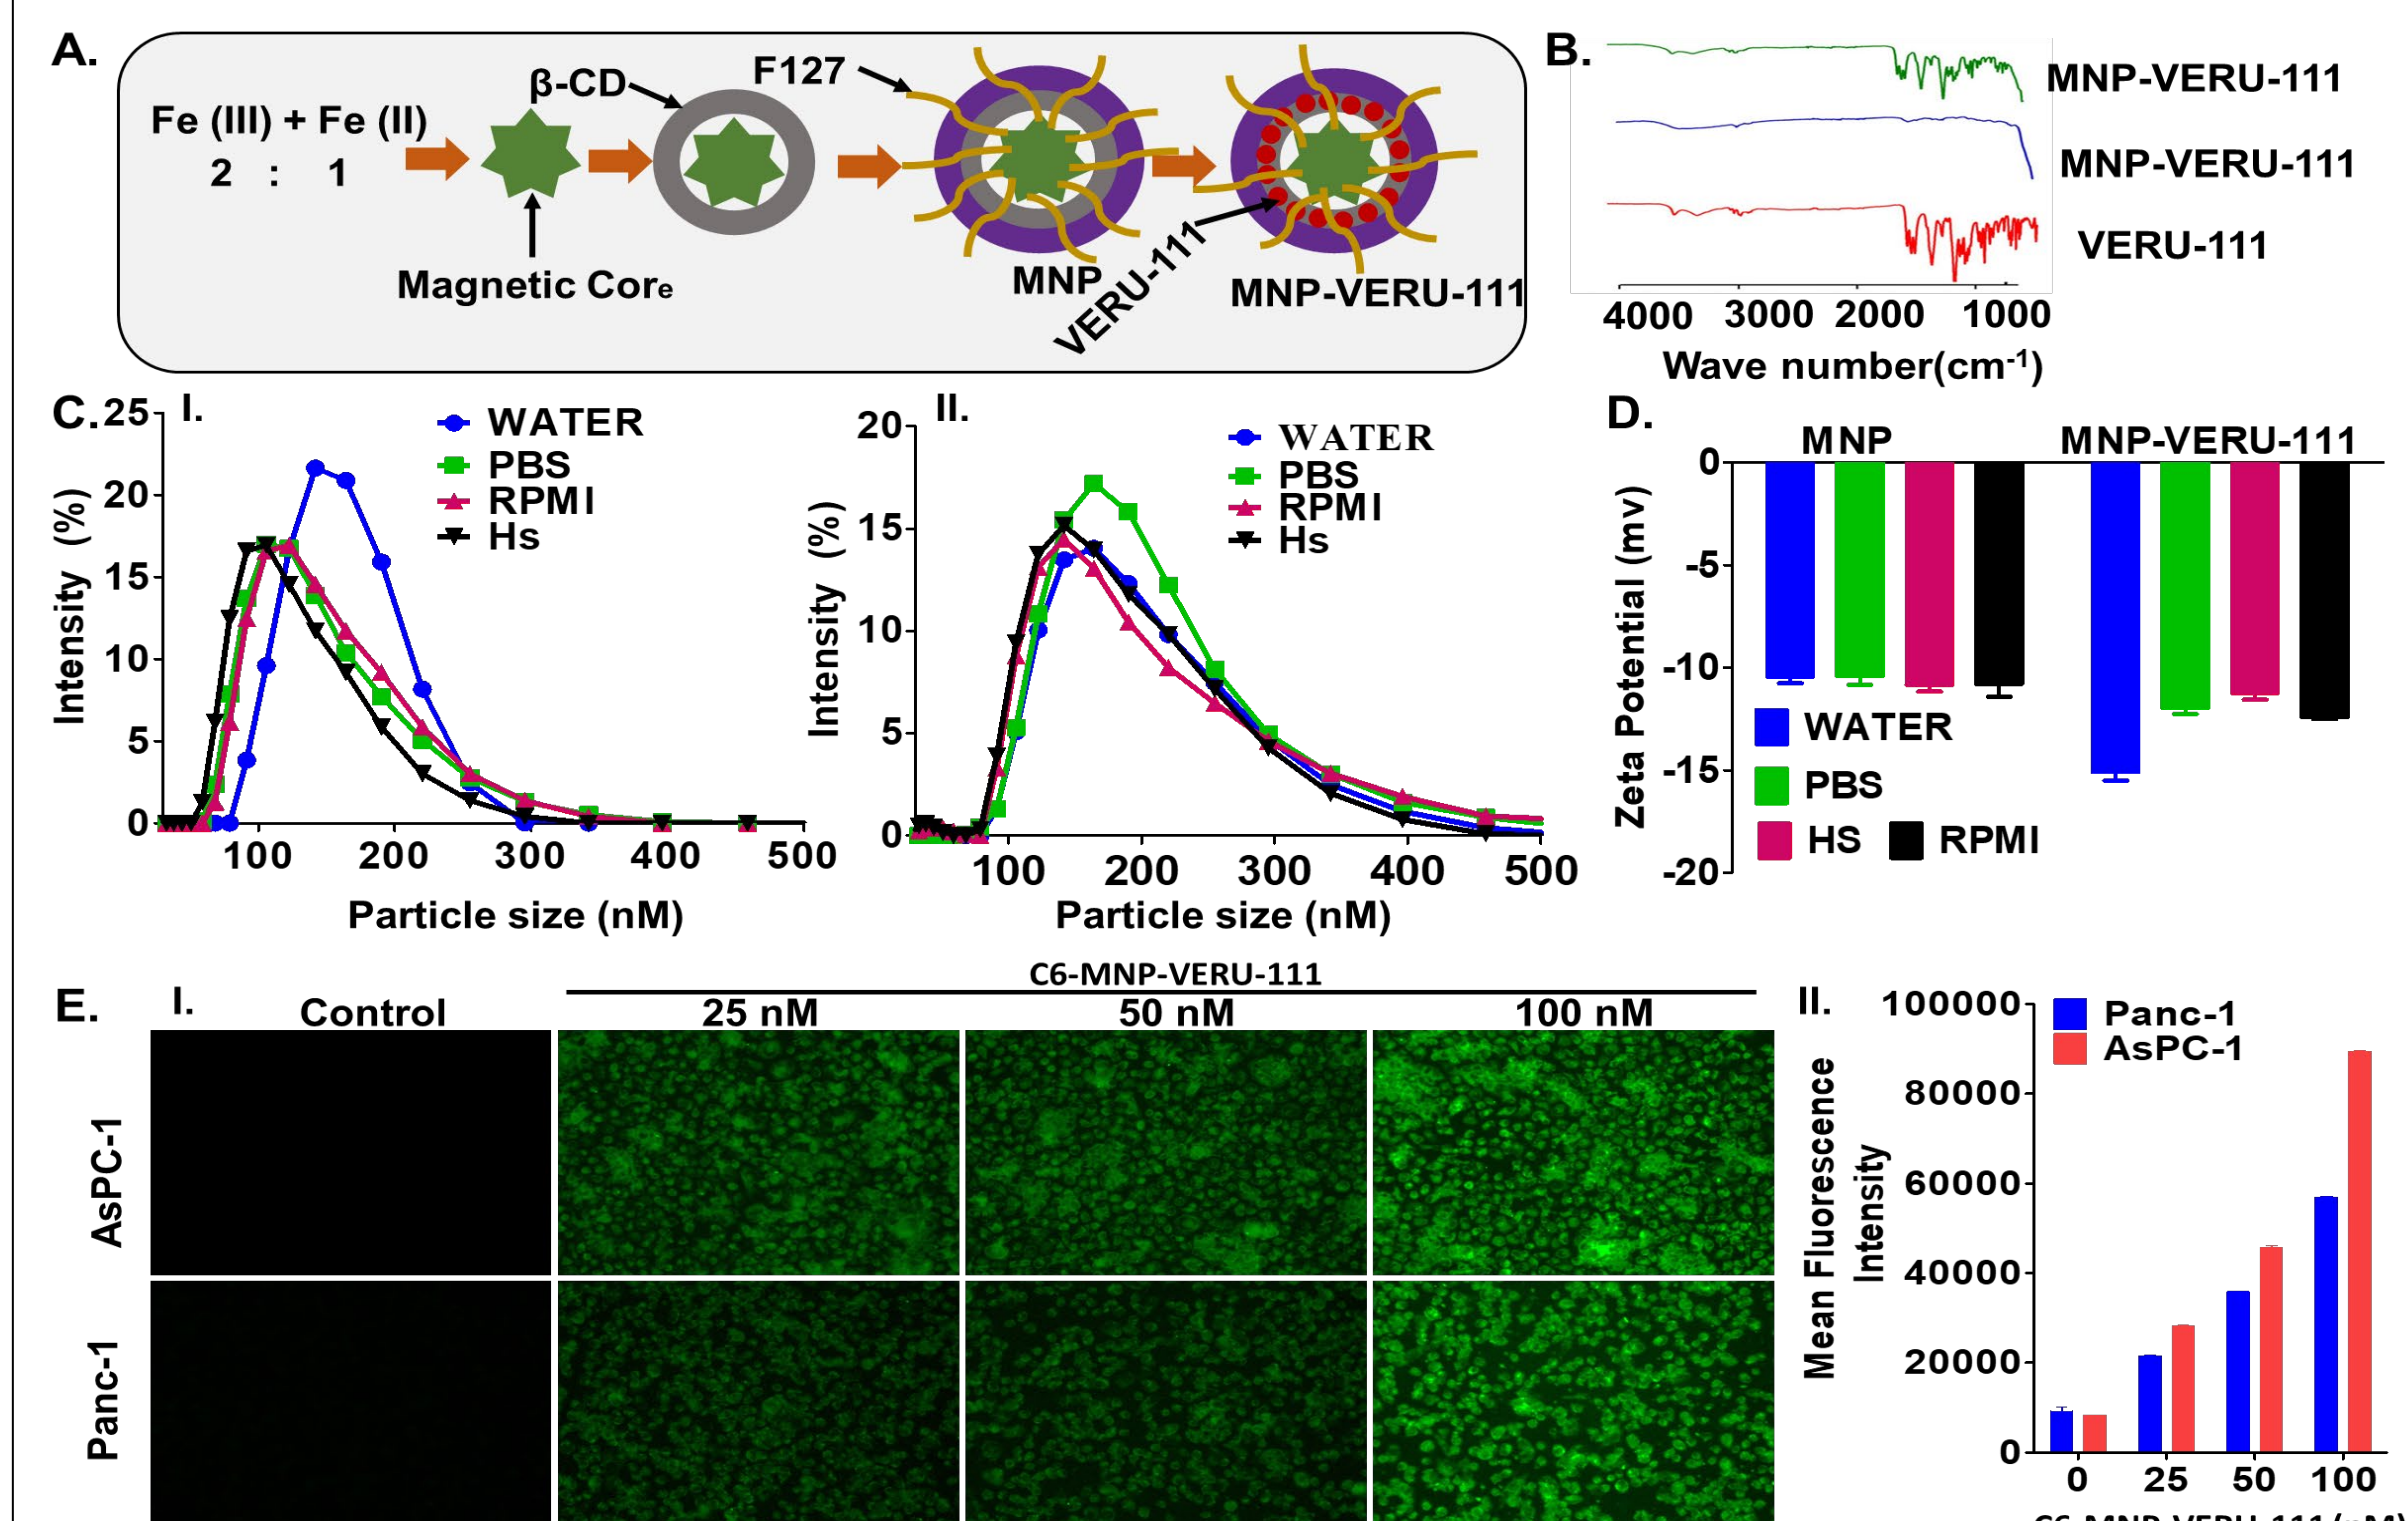 A.
Fe (III) + Fe (II)
2 : 1
Magnetic Core
β-CD
F127
MNP
VERU-111
MNP-VERU-111
B.
MNP-VERU-111
MNP-VERU-111
VERU-111
4000 3000 2000 1000
Wave number(cm-1)
C.
I.
25
20
15
10
5
0
Intensity (%)
WATER
PBS
RPMI
Hs
100 200 300 400 500
Particle size (nM)
II.
20
15
10
5
0
Intensity (%)
WATER
PBS
RPMI
Hs
100 200 300 400 500
Particle size (nM)
D.
MNP MNP-VERU-111
0
-5
-10
-15
-20
Zeta Potential (mv)
WATER
PBS
HS RPMI
E.
I.
C6-MNP-VERU-111
Control 25 nM 50 nM 100 nM
AsPC-1
Panc-1
II.
100000
80000
60000
40000
20000
0
Mean Fluorescence
Intensity
Panc-1
AsPC-1
0 25 50 100
C6-MNP-VERU-111(nM)